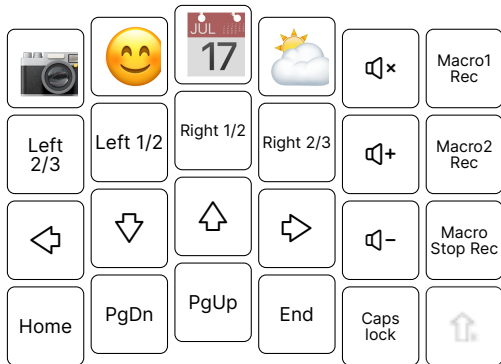 JUL
17
Macro1
Rec
Left
2/3
Left 1/2
Right 1/2
Right 2/3
Macro2
Rec
Macro
Stop Rec
Home
PgDn
PgUp
End
Caps
lock